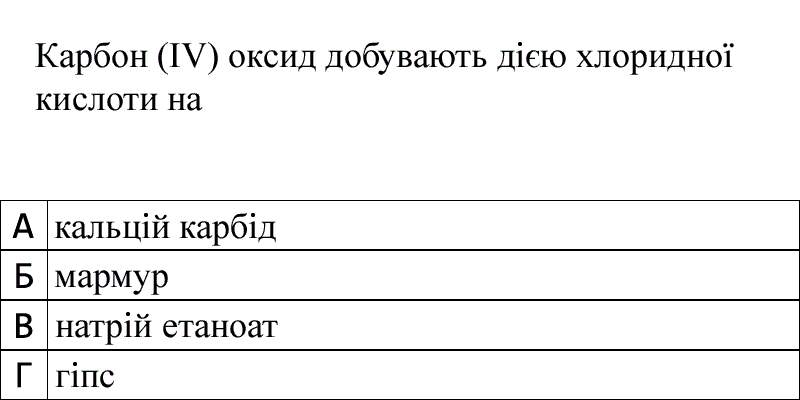 Карбон (IV) оксид добувають дією хлоридної
кислоти на
А кальцій карбід
Б мармур
В натрій етаноат
Г гіпс